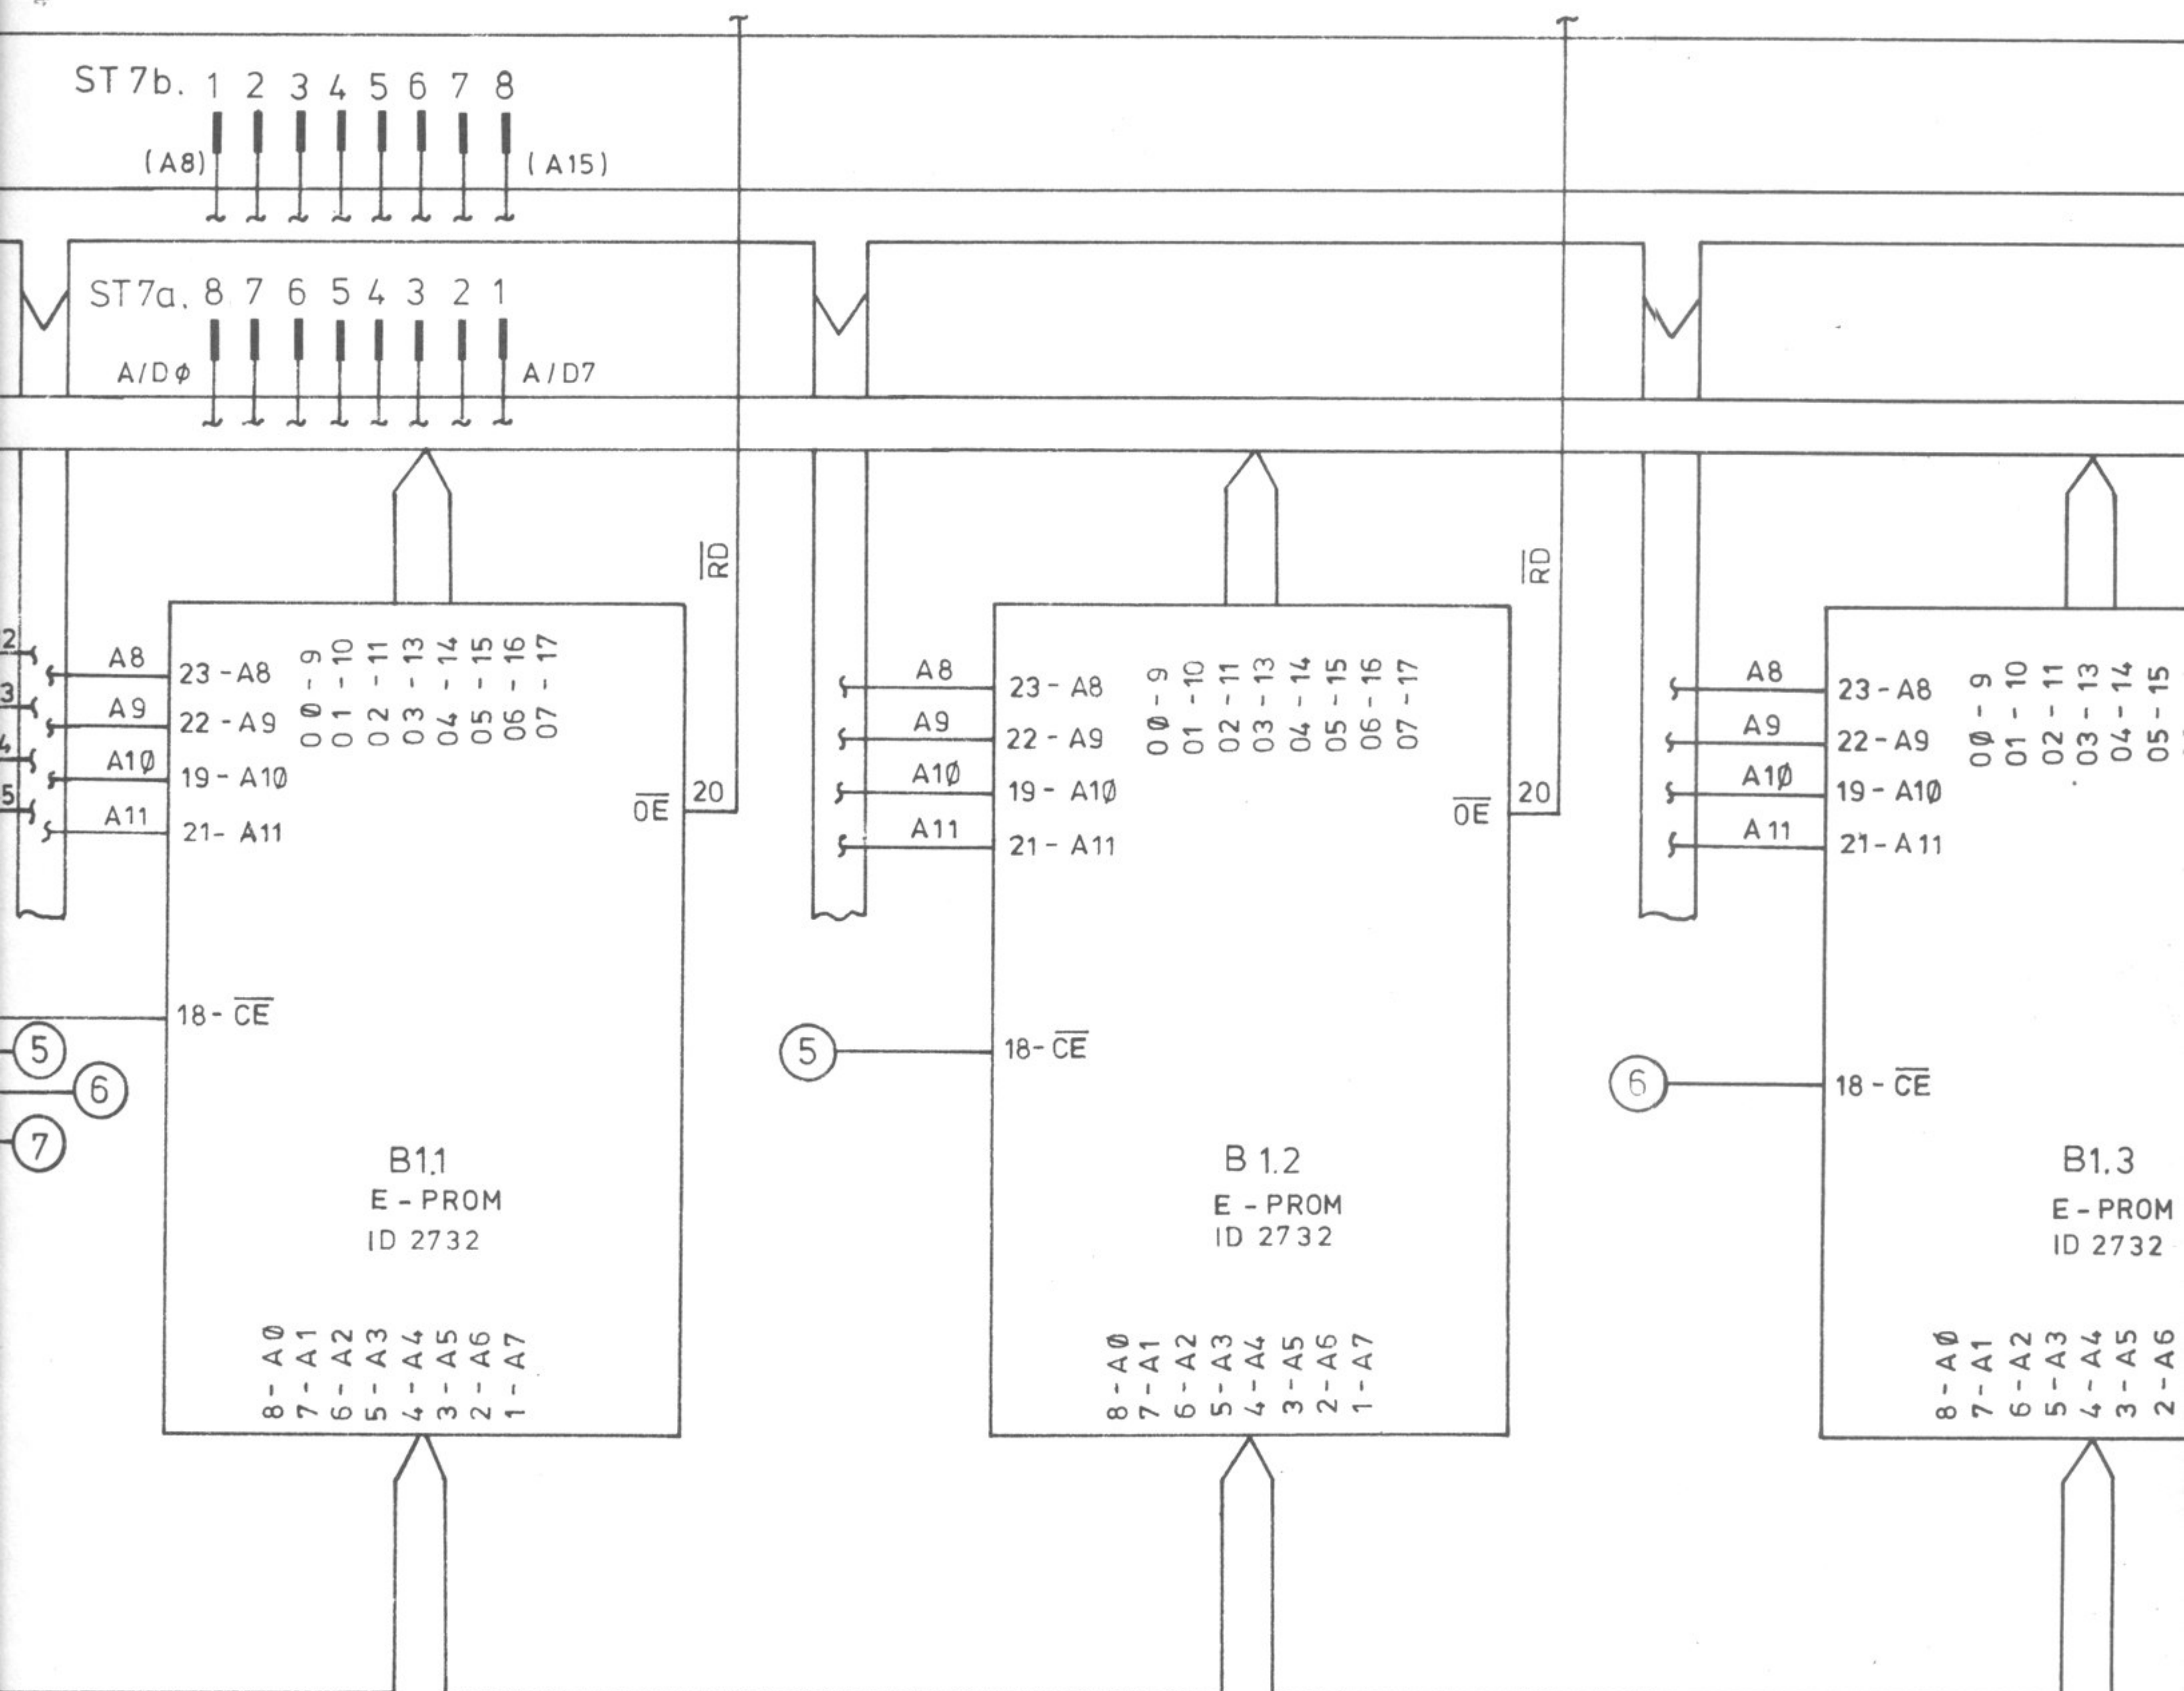 ST 7b. 1 2 3 4 5 6 7 8
(A8) (A15)
ST7a. 8 7 6 5 4 3 2 1
A/DØ A/D7
RD
RD
2
3
4
5
A8
A9
A1Ø
A11
23 - A8
22 - A9
19 - A1Ø
21 - A11
0Ø - 9
01 - 10
02 - 11
03 - 13
04 - 14
05 - 15
06 - 16
07 - 17
OE
20
18 - CE
5
6
7
B1.1
E - PROM
ID 2732
8 - AØ
7 - A1
6 - A2
5 - A3
4 - A4
3 - A5
2 - A6
1 - A7
A8
A9
A1Ø
A11
23 - A8
22 - A9
19 - A1Ø
21 - A11
0Ø - 9
01 - 10
02 - 11
03 - 13
04 - 14
05 - 15
06 - 16
07 - 17
OE
20
5
18 - CE
B 1.2
E - PROM
ID 2732
8 - AØ
7 - A1
6 - A2
5 - A3
4 - A4
3 - A5
2 - A6
1 - A7
A8
A9
A1Ø
A11
23 - A8
22 - A9
19 - A1Ø
21 - A11
0Ø - 9
01 - 10
02 - 11
03 - 13
04 - 14
05 - 15
6
18 - CE
B1.3
E - PROM
ID 2732
8 - AØ
7 - A1
6 - A2
5 - A3
4 - A4
3 - A5
2 - A6